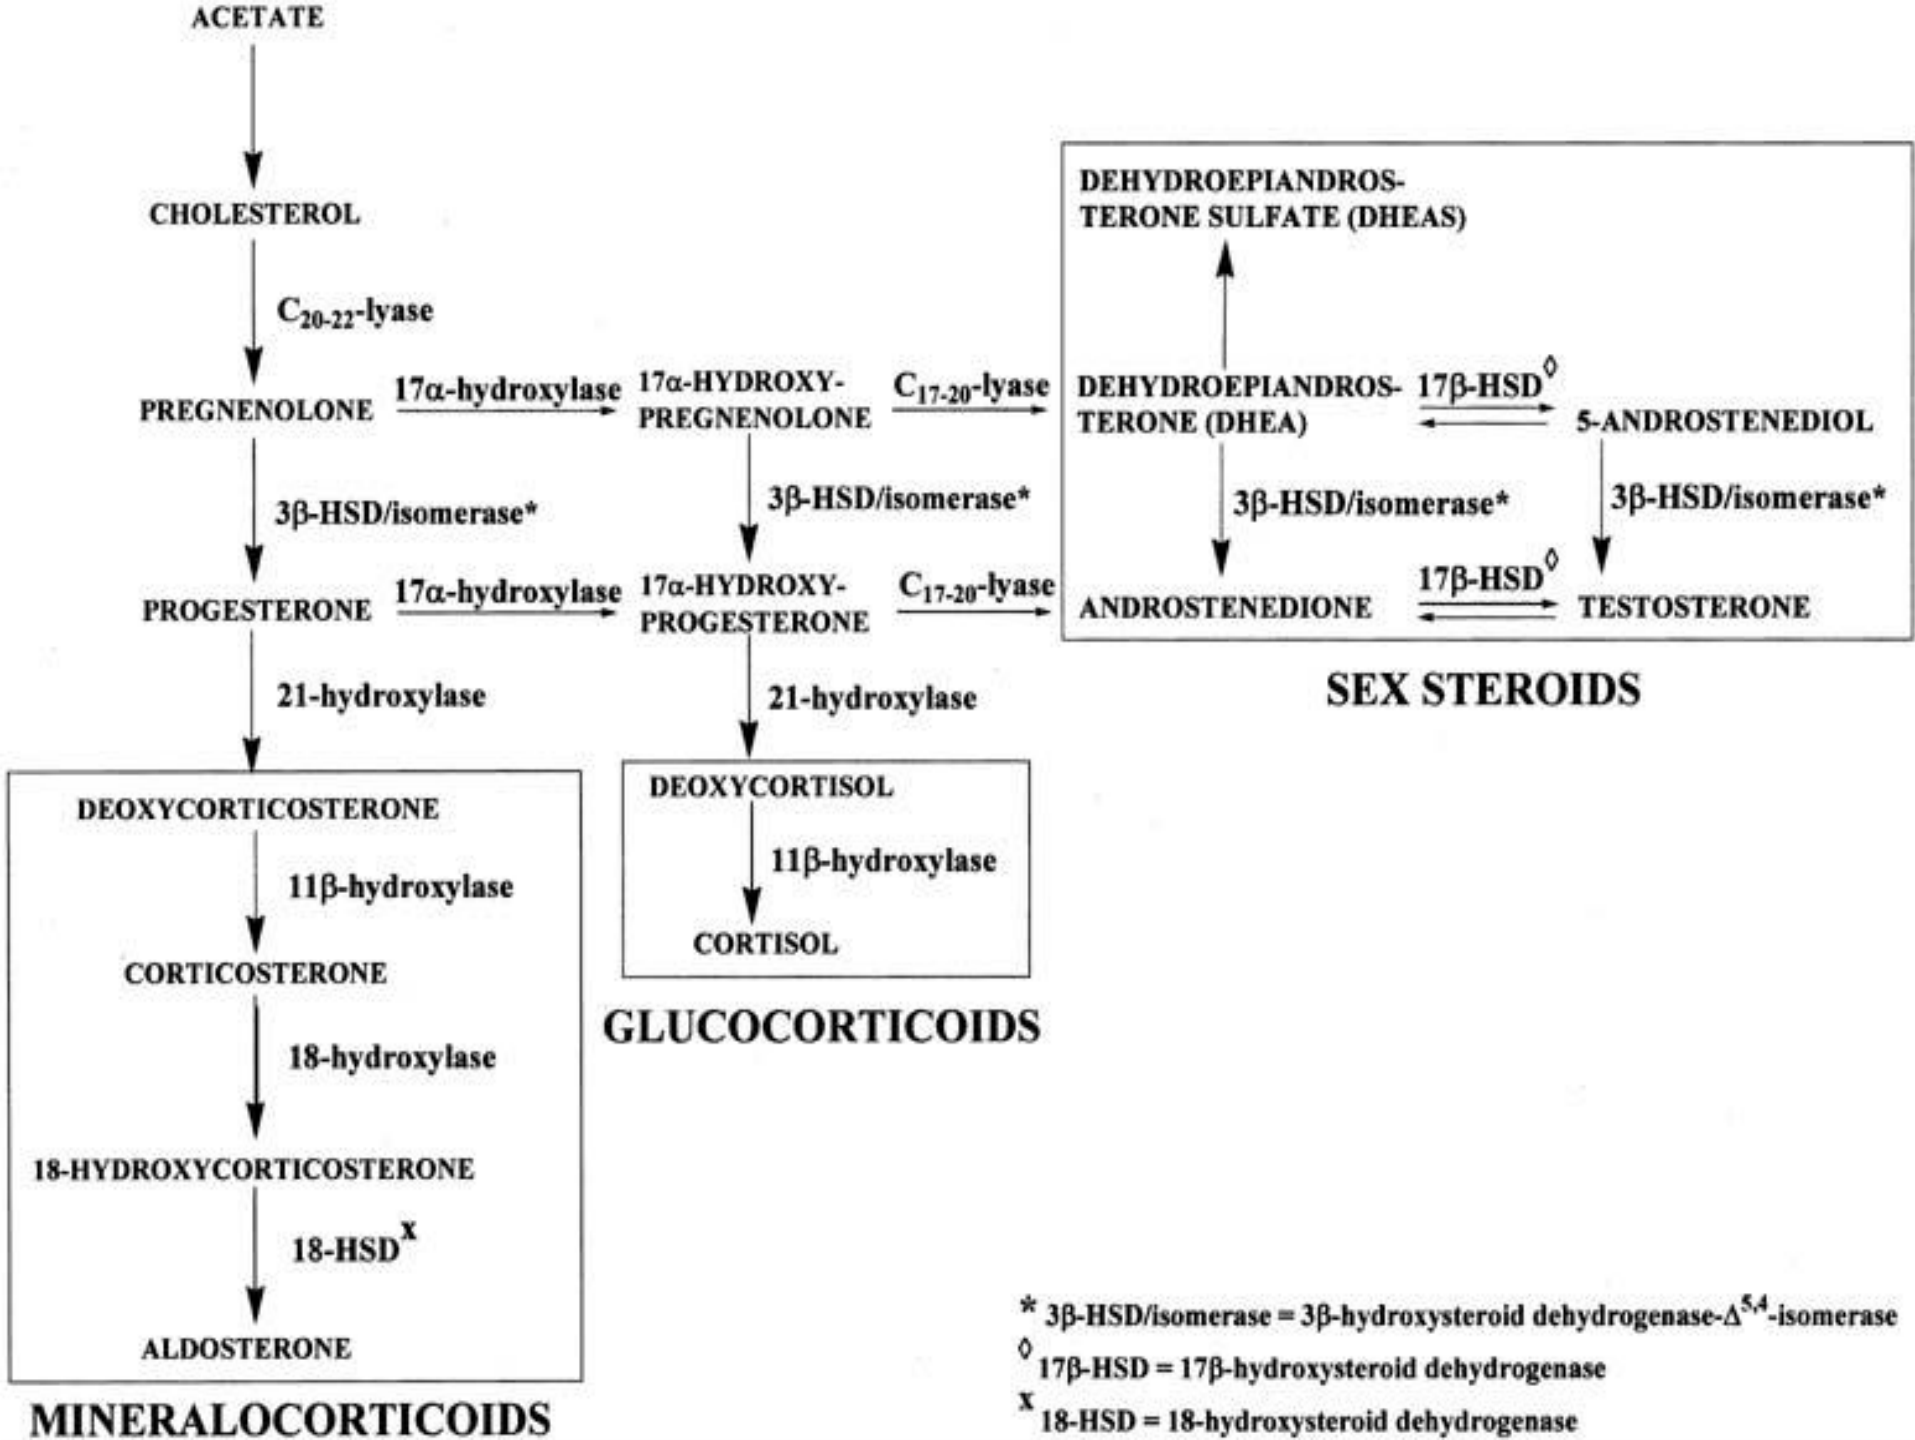 ACETATE
CHOLESTEROL
C20-22-lyase
PREGNENOLONE
17α-hydroxylase
17α-HYDROXY-
PREGNENOLONE
C17-20-lyase
3β-HSD/isomerase*
3β-HSD/isomerase*
PROGESTERONE
17α-hydroxylase
17α-HYDROXY-
PROGESTERONE
C17-20-lyase
DEHYDROEPIANDROS-
TERONE SULFATE (DHEAS)
DEHYDROEPIANDROS-
TERONE (DHEA)
17β-HSD◊
5-ANDROSTENEDIOL
3β-HSD/isomerase*
3β-HSD/isomerase*
ANDROSTENEDIONE
17β-HSD◊
TESTOSTERONE
SEX STEROIDS
21-hydroxylase
21-hydroxylase
DEOXYCORTICOSTERONE
11β-hydroxylase
CORTICOSTERONE
18-hydroxylase
18-HYDROXYCORTICOSTERONE
18-HSDx
ALDOSTERONE
MINERALOCORTICOIDS
DEOXYCORTISOL
11β-hydroxylase
CORTISOL
GLUCOCORTICOIDS
* 3β-HSD/isomerase = 3β-hydroxysteroid dehydrogenase-Δ5,4-isomerase
◊ 17β-HSD = 17β-hydroxysteroid dehydrogenase
x 18-HSD = 18-hydroxysteroid dehydrogenase